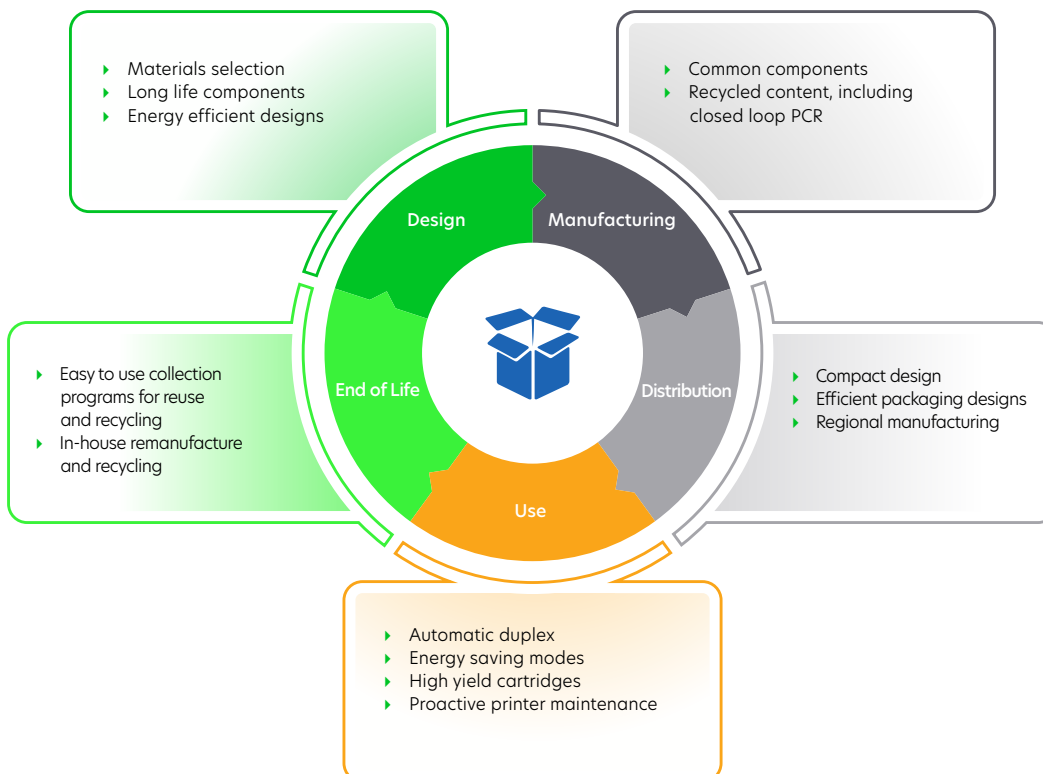 Materials selection
Long life components
Energy efficient designs
Common components
Recycled content, including
closed loop PCR
Design
Manufacturing
Easy to use collection
programs for reuse
and recycling
In-house remanufacture
and recycling
End of Life
Distribution
Compact design
Efficient packaging designs
Regional manufacturing
Use
Automatic duplex
Energy saving modes
High yield cartridges
Proactive printer maintenance